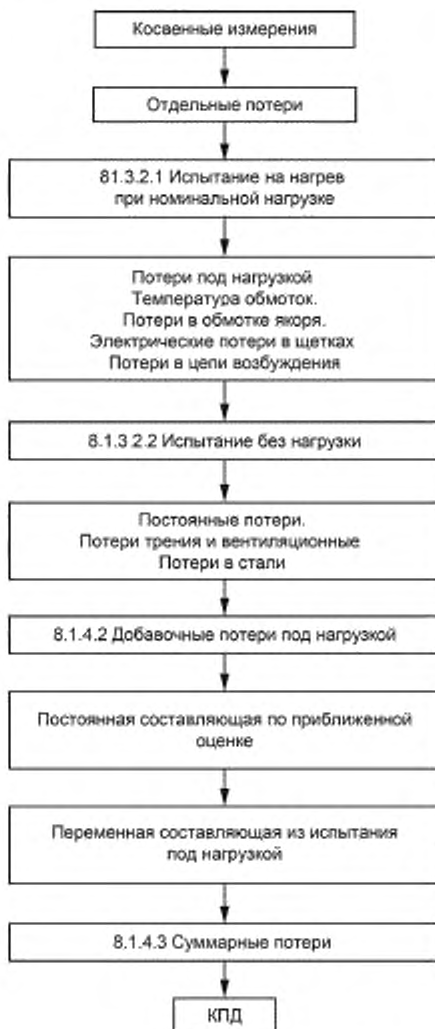 Косвенные измерения
Отдельные потери
81.3.2.1 Испытание на нагрев
при номинальной нагрузке
Потери под нагрузкой
Температура обмоток.
Потери в обмотке якоря.
Электрические потери в щетках
Потери в цепи возбуждения
8.1.3.2.2 Испытание без нагрузки
Постоянные потери.
Потери трения и вентиляционные
Потери в стали
8.1.4.2 Добавочные потери под нагрузкой
Постоянная составляющая по приближенной
оценке
Переменная составляющая из испытания
под нагрузкой
8.1.4.3 Суммарные потери
КПД